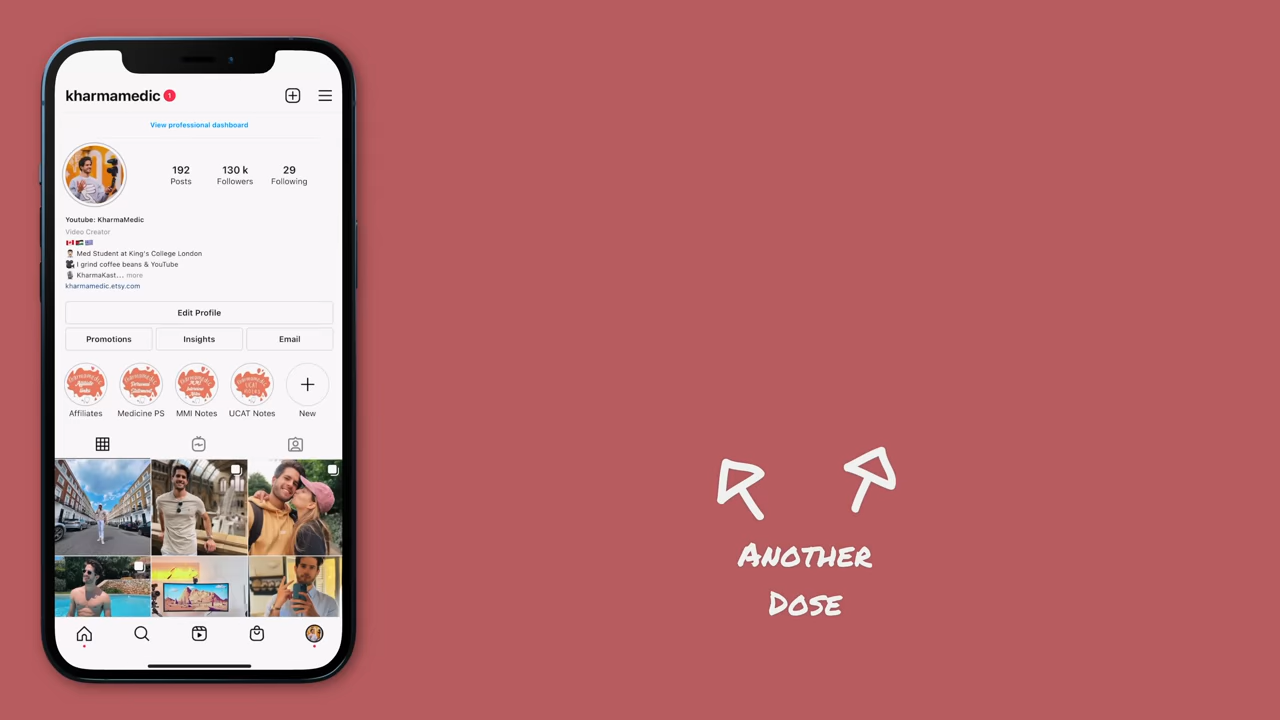 kharmamedic 1
View professional dashboard
192 130 k 29
Posts Followers Following
Youtube: KharmaMedic
Video Creator
Med Student at King's College London
I grind coffee beans & YouTube
KharmaKast... more
kharmamedic.etsy.com
Edit Profile
Promotions Insights Email
Affiliates Medicine PS MMI Notes UCAT Notes New
ANOTHER
DOSE